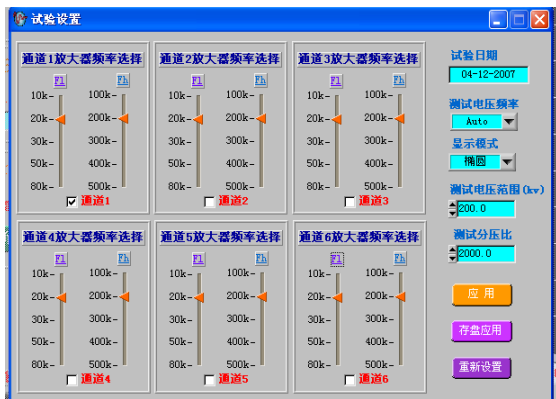 试验设置
通道1放大器频率选择 通道2放大器频率选择 通道3放大器频率选择
Fl Fh Fl Fh Fl Fh
10k 100k 10k 100k 10k 100k
20k 200k 20k 200k 20k 200k
30k 300k 30k 300k 30k 300k
50k 400k 50k 400k 50k 400k
80k 500k 80k 500k 80k 500k
通道1 通道2 通道3
通道4放大器频率选择 通道5放大器频率选择 通道6放大器频率选择
Fl Fh Fl Fh Fl Fh
10k 100k 10k 100k 10k 100k
20k 200k 20k 200k 20k 200k
30k 300k 30k 300k 30k 300k
50k 400k 50k 400k 50k 400k
80k 500k 80k 500k 80k 500k
通道4 通道5 通道6
试验日期
04-12-2007
测试电压频率
Auto
显示模式
椭圆
测试电压范围(kv)
200.0
测试分压比
2000.0
应 用
存盘应用
重新设置